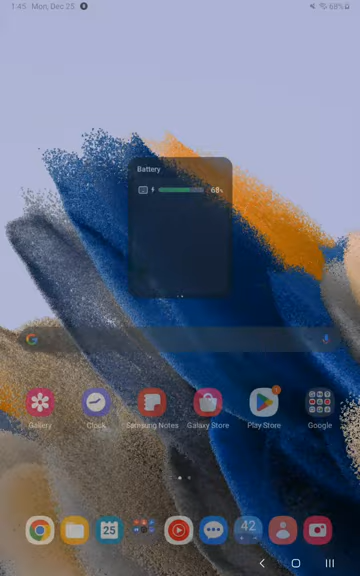 1:45 Mon, Dec 25
68%
Battery
68%
Gallery
Clock
Samsung Notes
Galaxy Store
Play Store
Google
25
42